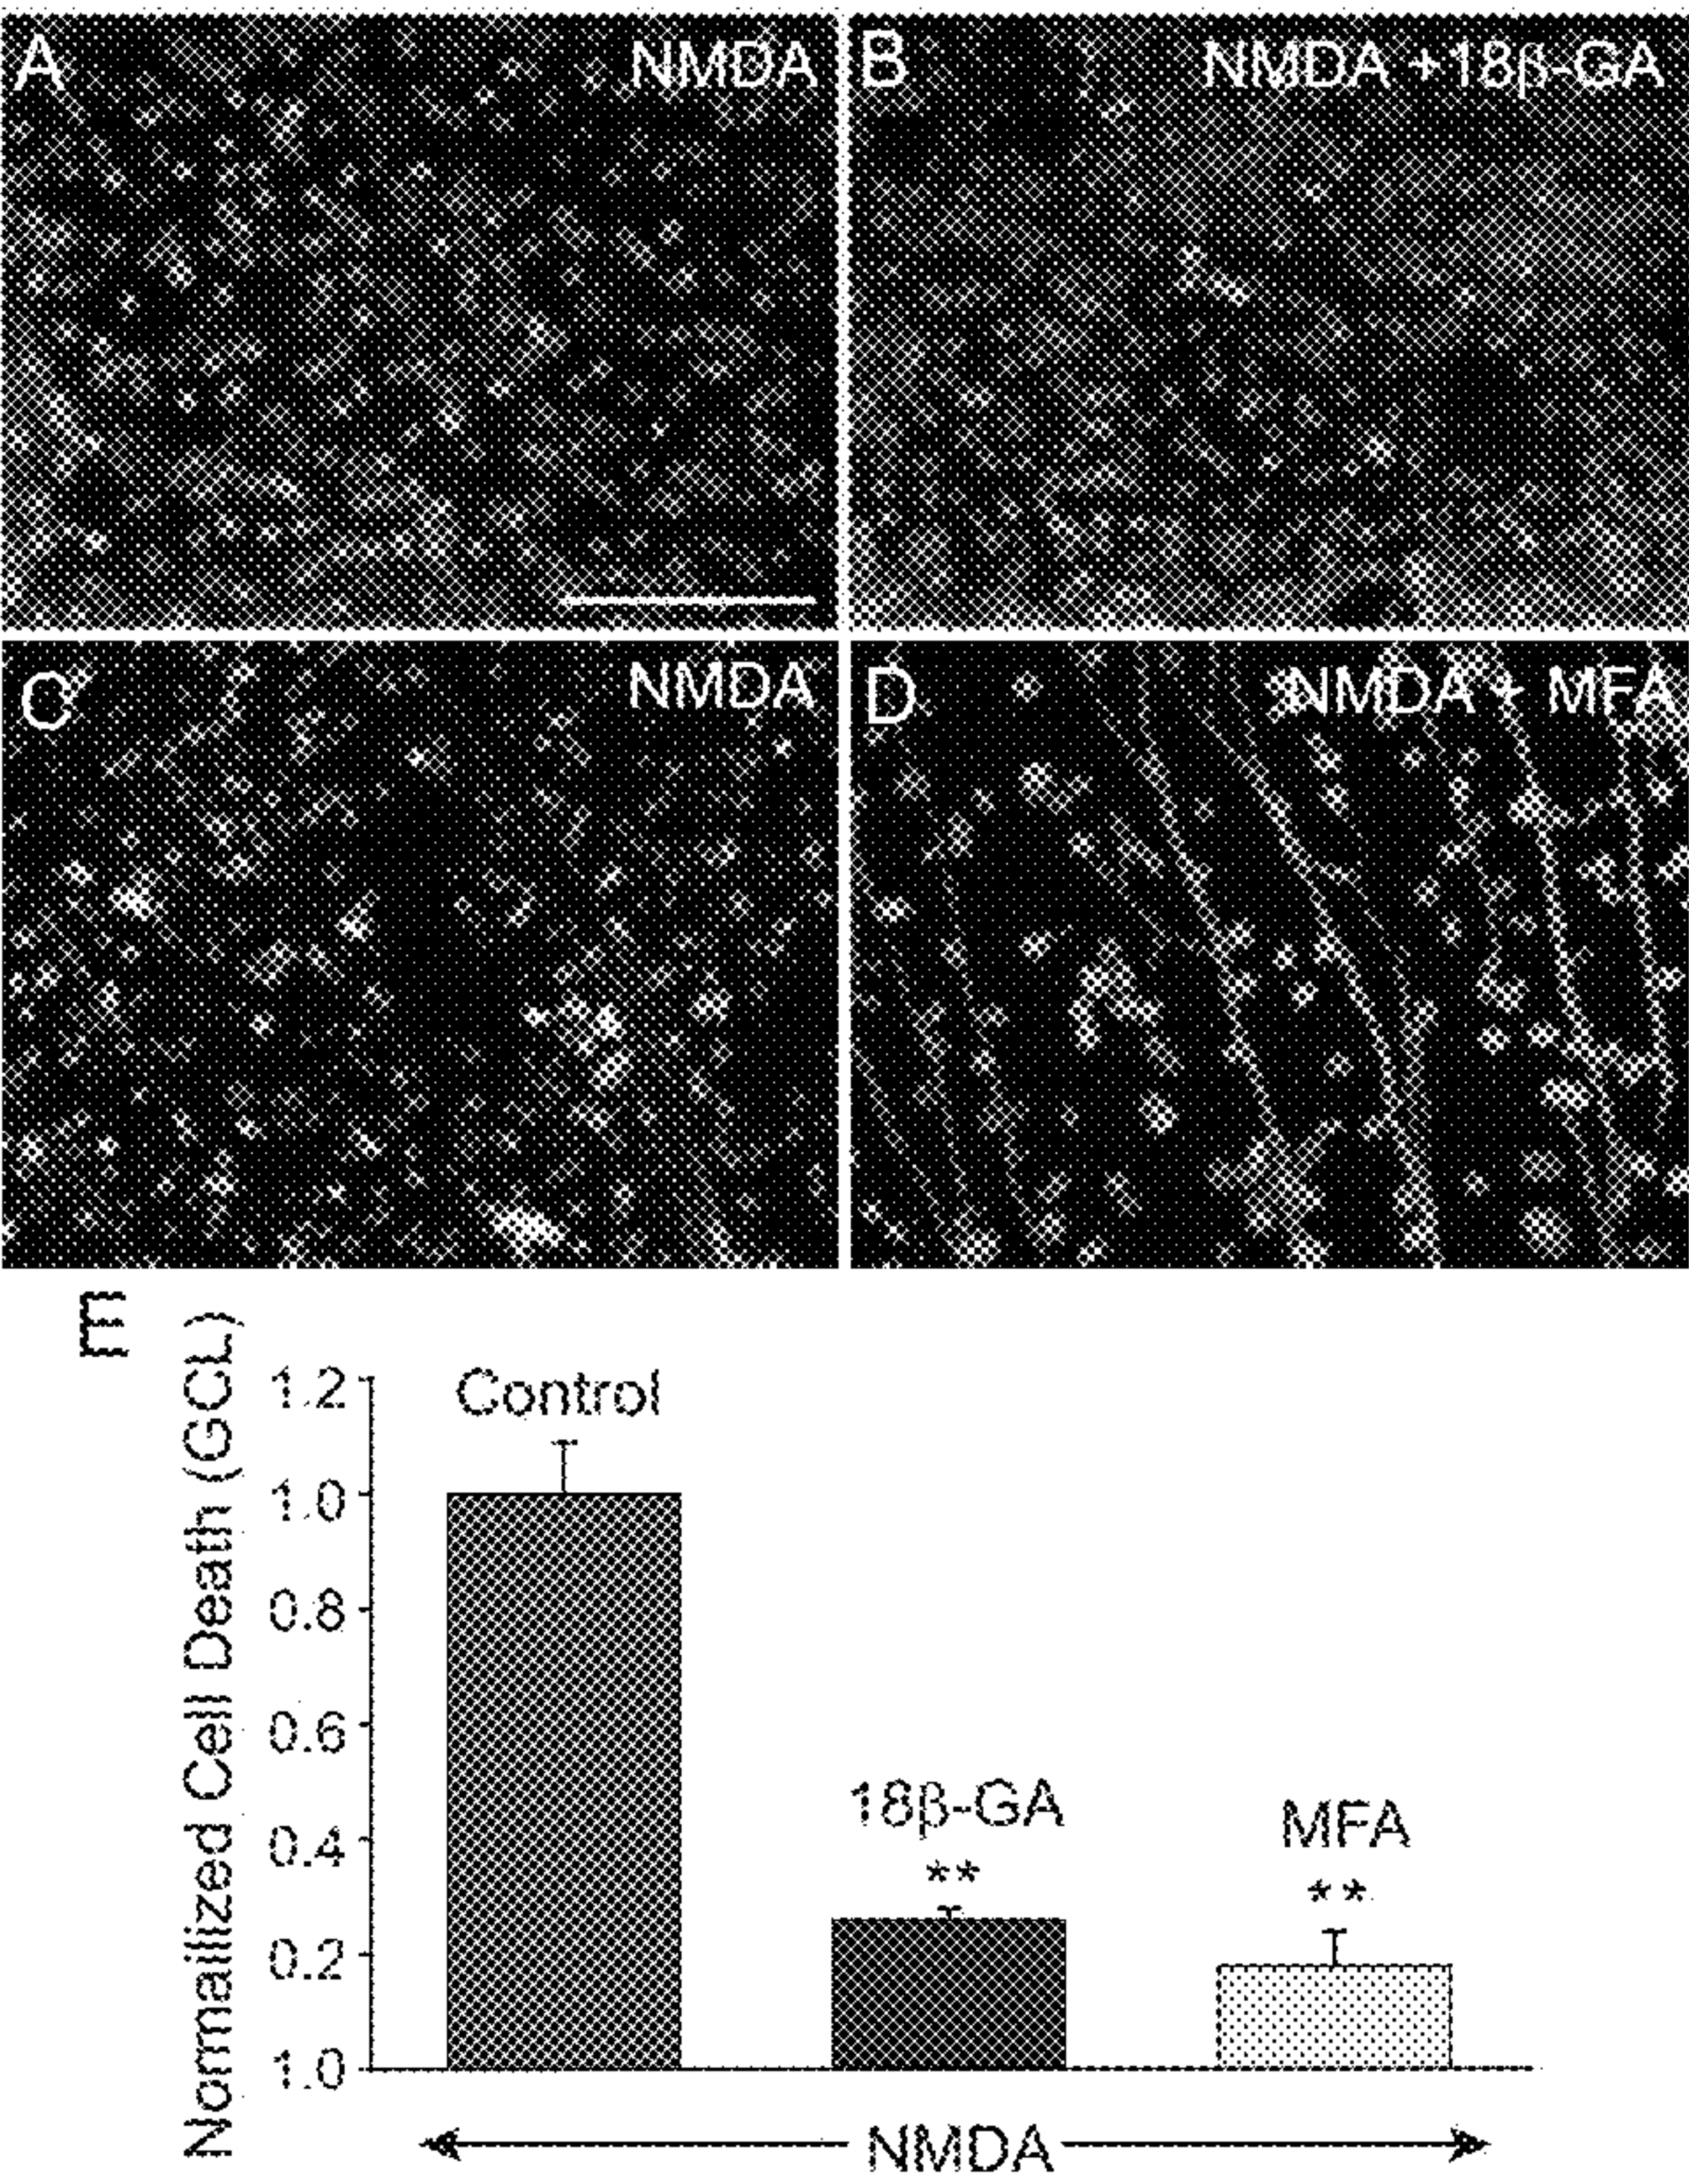 A NMDA
B NMDA +18β-GA
C NMDA
D NMDA + MFA
E
Normailized Cell Death (GCL)
1.2
1.0
0.8
0.6
0.4
0.2
1.0
Control
18β-GA
**
MFA
**
NMDA